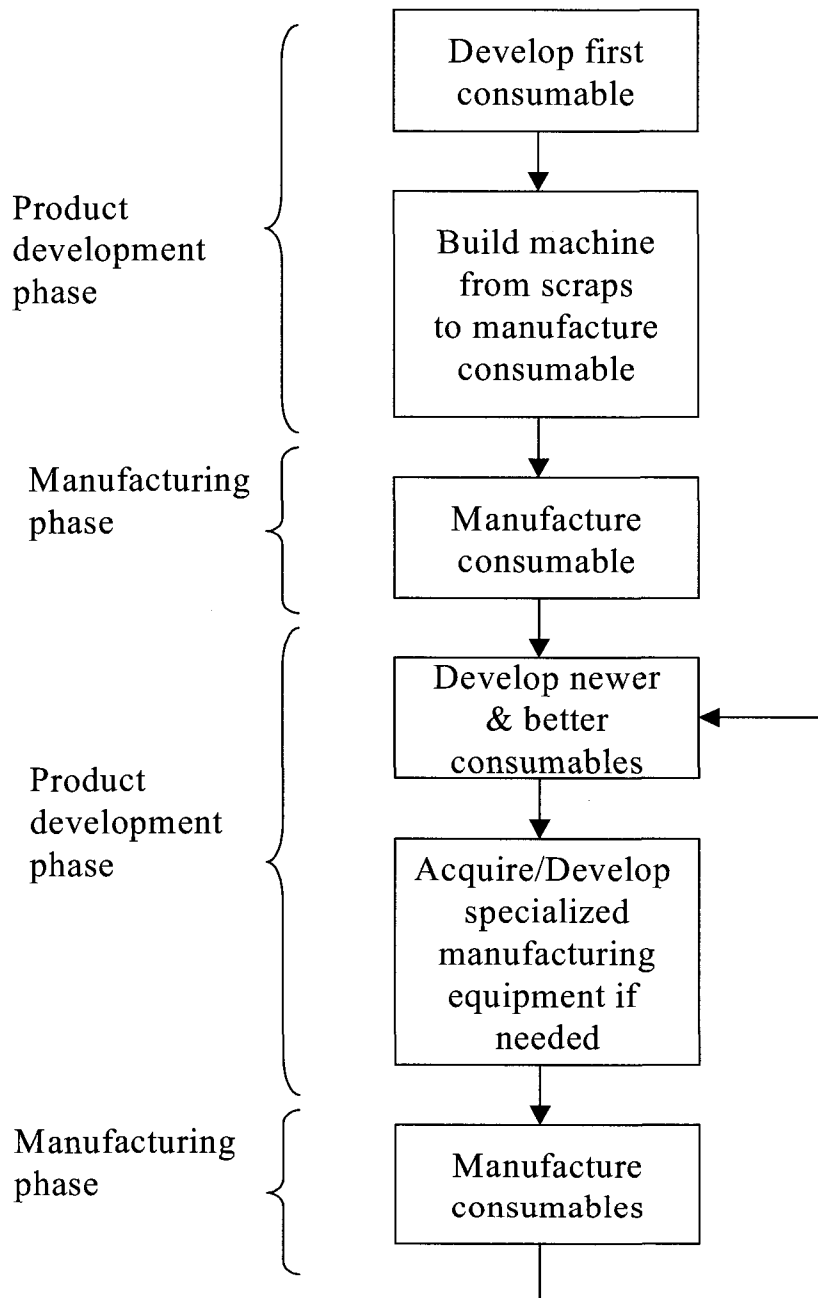 Develop first
consumable
Product
development
phase
Build machine
from scraps
to manufacture
consumable
Manufacturing
phase
Manufacture
consumable
Product
development
phase
Develop newer
& better
consumables
Acquire/Develop
specialized
manufacturing
equipment if
needed
Manufacturing
phase
Manufacture
consumables